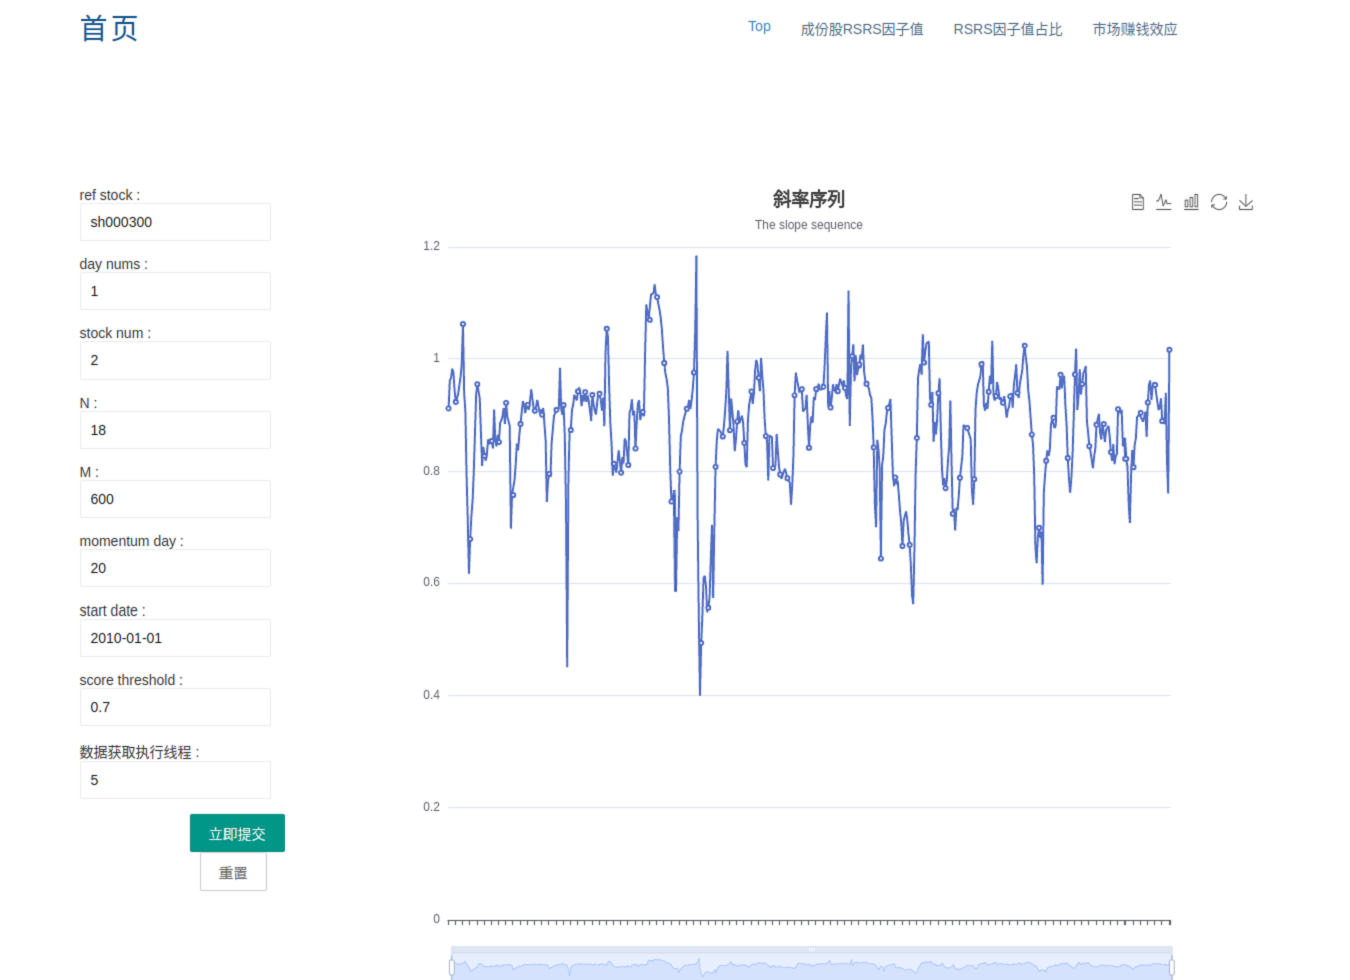 首页
Top
成份股RSRS因子值
RSRS因子值占比
市场赚钱效应
ref stock :
sh000300
day nums :
1
stock num :
2
N :
18
M :
600
momentum day :
20
start date :
2010-01-01
score threshold :
0.7
数据获取执行线程 :
5
立即提交
重置
斜率序列
The slope sequence
1.2
1
0.8
0.6
0.4
0.2
0